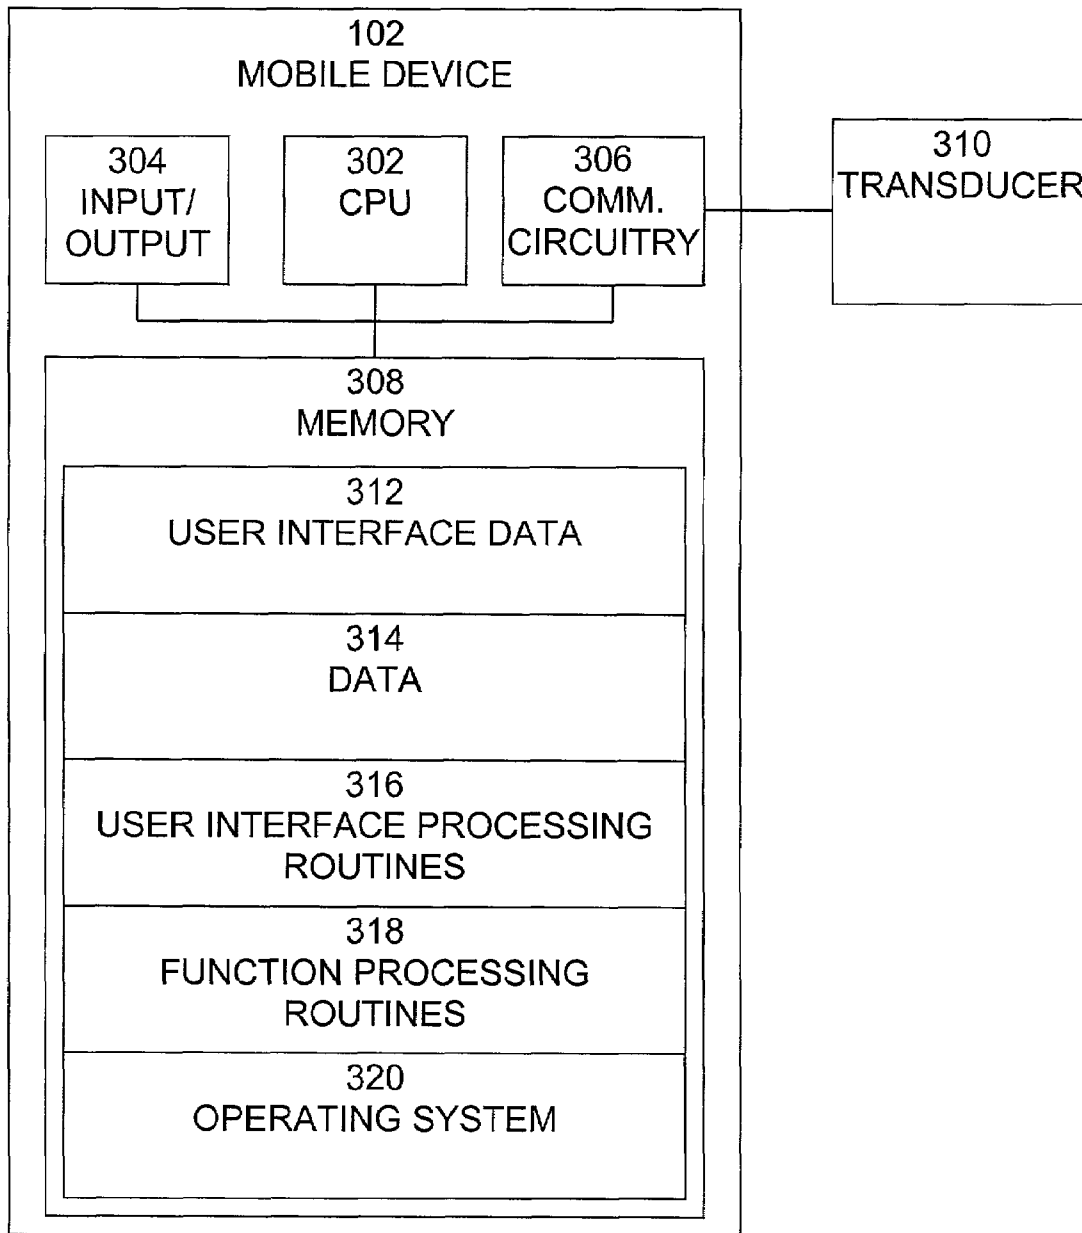 102
MOBILE DEVICE
304
INPUT/
OUTPUT
302
CPU
306
COMM.
CIRCUITRY
310
TRANSDUCER
308
MEMORY
312
USER INTERFACE DATA
314
DATA
316
USER INTERFACE PROCESSING
ROUTINES
318
FUNCTION PROCESSING
ROUTINES
320
OPERATING SYSTEM